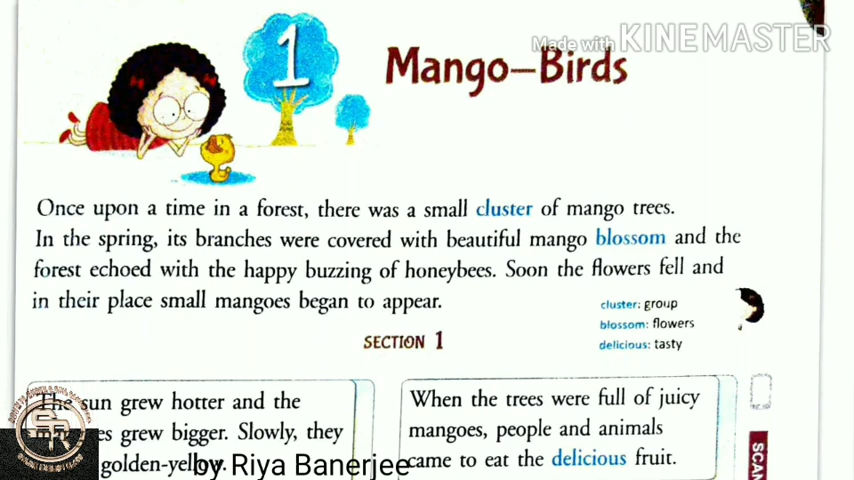 Made with KINEMASTER
1
Mango–Birds
Once upon a time in a forest, there was a small cluster of mango trees.
In the spring, its branches were covered with beautiful mango blossom and the
forest echoed with the happy buzzing of honeybees. Soon the flowers fell and
in their place small mangoes began to appear.
cluster: group
blossom: flowers
delicious: tasty
SECTION 1
The sun grew hotter and the
grew bigger. Slowly, they
golden-yellow.
When the trees were full of juicy
mangoes, people and animals
came to eat the delicious fruit.
SCAN
by Riya Banerjee